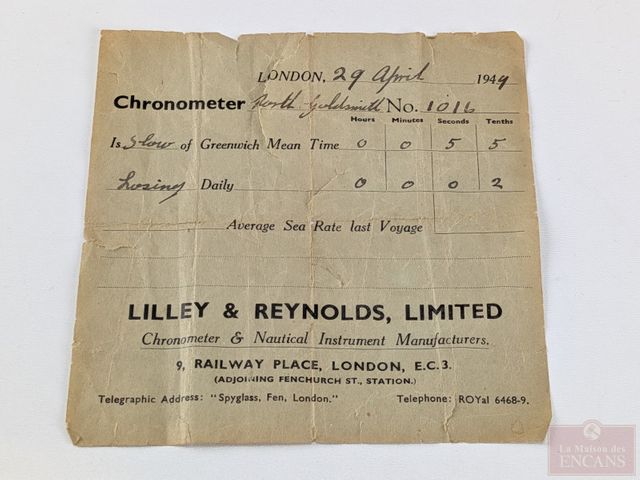 LONDON, 29 April 1949
Chronometer North Goldsmith No. 1016
Hours Minutes Seconds Tenths
Is Slow of Greenwich Mean Time 0 0 5 5
Losing Daily 0 0 0 2
Average Sea Rate last Voyage
LILLEY & REYNOLDS, LIMITED
Chronometer & Nautical Instrument Manufacturers.
9, RAILWAY PLACE, LONDON, E.C.3.
(ADJOINING FENCHURCH ST., STATION.)
Telegraphic Address: "Spyglass, Fen, London." Telephone: ROYal 6468-9.
La Maison des
ENCANS